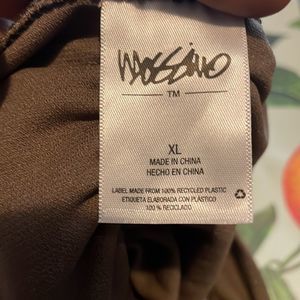 mossimo
TM
XL
MADE IN CHINA
HECHO EN CHINA
LABEL MADE FROM 100% RECYCLED PLASTIC
ETIQUETA ELABORADA CON PLÁSTICO
100 % RECICLADO